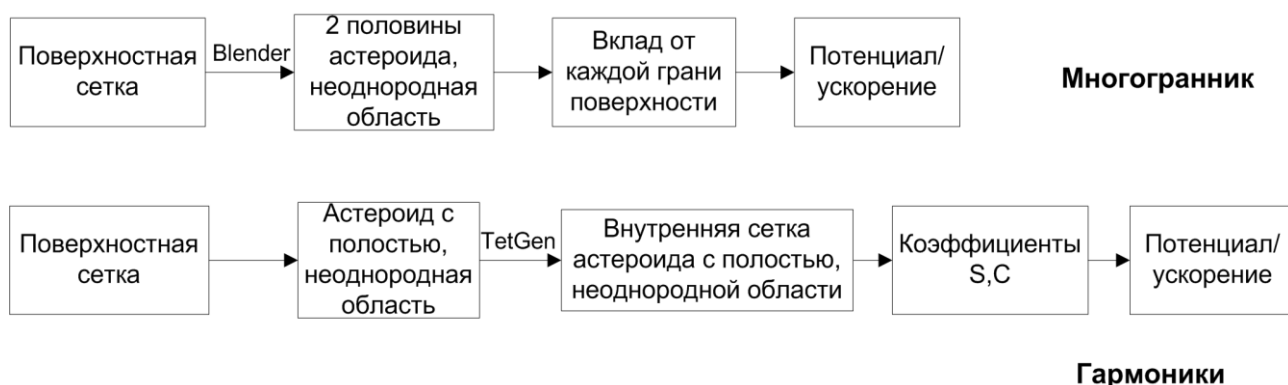 Поверхностная
сетка
Blender
2 половины
астероида,
неоднородная
область
Вклад от
каждой грани
поверхности
Потенциал/
ускорение
Многогранник
Поверхностная
сетка
Астероид с
полостью,
неоднородная
область
TetGen
Внутренняя сетка
астероида с полостью,
неоднородной области
Коэффициенты
S,C
Потенциал/
ускорение
Гармоники